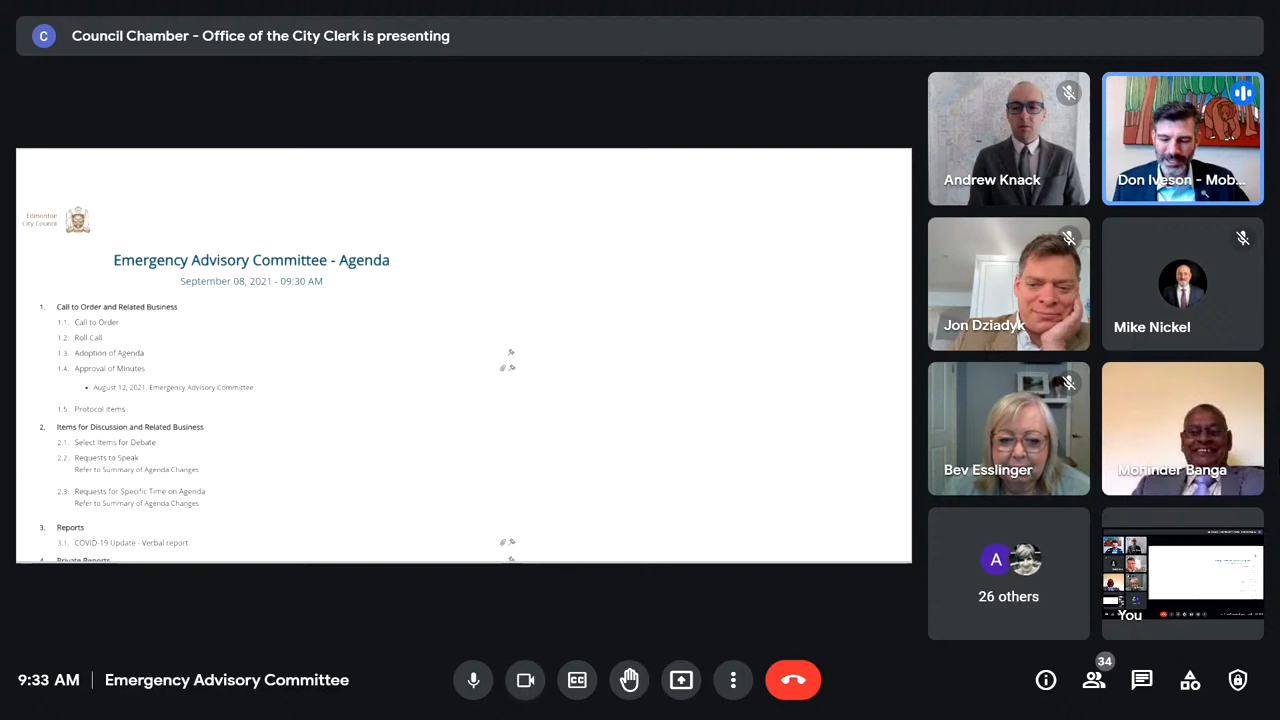 C
Council Chamber - Office of the City Clerk is presenting
Edmonton
City Council
Emergency Advisory Committee - Agenda
September 08, 2021 - 09:30 AM
1. Call to Order and Related Business
1.1. Call to Order
1.2. Roll Call
1.3. Adoption of Agenda
1.4. Approval of Minutes
• August 12, 2021, Emergency Advisory Committee
1.5. Protocol Items
2. Items for Discussion and Related Business
2.1. Select Items for Debate
2.2. Requests to Speak
Refer to Summary of Agenda Changes
2.3. Requests for Specific Time on Agenda
Refer to Summary of Agenda Changes
3. Reports
3.1. COVID-19 Update - Verbal report
4. Private Reports
Andrew Knack
Don Iveson - Mob...
Jon Dziadyk
Mike Nickel
Bev Esslinger
Mohinder Banga
A
26 others
You
9:33 AM | Emergency Advisory Committee
CC
34